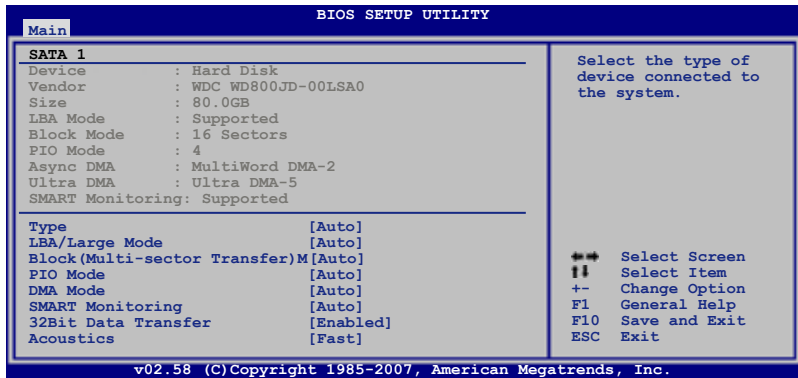 BIOS SETUP UTILITY
Main
SATA 1
Device : Hard Disk
Vendor : WDC WD800JD-00LSA0
Size : 80.0GB
LBA Mode : Supported
Block Mode : 16 Sectors
PIO Mode : 4
Async DMA : MultiWord DMA-2
Ultra DMA : Ultra DMA-5
SMART Monitoring: Supported
Type [Auto]
LBA/Large Mode [Auto]
Block(Multi-sector Transfer)M[Auto]
PIO Mode [Auto]
DMA Mode [Auto]
SMART Monitoring [Auto]
32Bit Data Transfer [Enabled]
Acoustics [Fast]
Select the type of
device connected to
the system.
Select Screen
Select Item
+- Change Option
F1 General Help
F10 Save and Exit
ESC Exit
v02.58 (C)Copyright 1985-2007, American Megatrends, Inc.